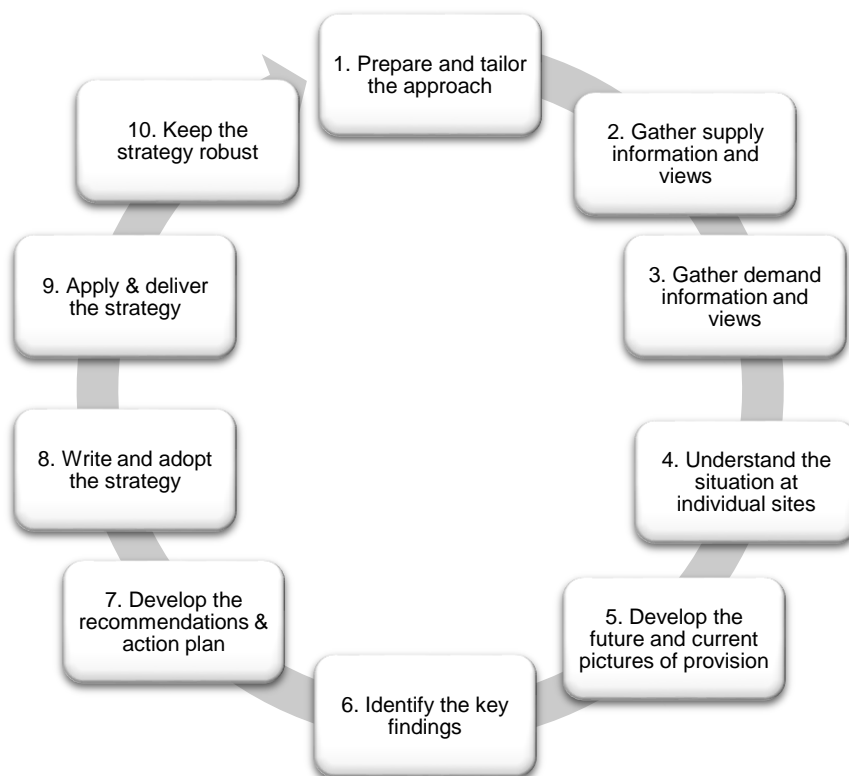 1. Prepare and tailor
the approach
2. Gather supply
information and
views
3. Gather demand
information and
views
4. Understand the
situation at
individual sites
5. Develop the
future and current
pictures of provision
6. Identify the key
findings
7. Develop the
recommendations &
action plan
8. Write and adopt
the strategy
9. Apply & deliver
the strategy
10. Keep the
strategy robust